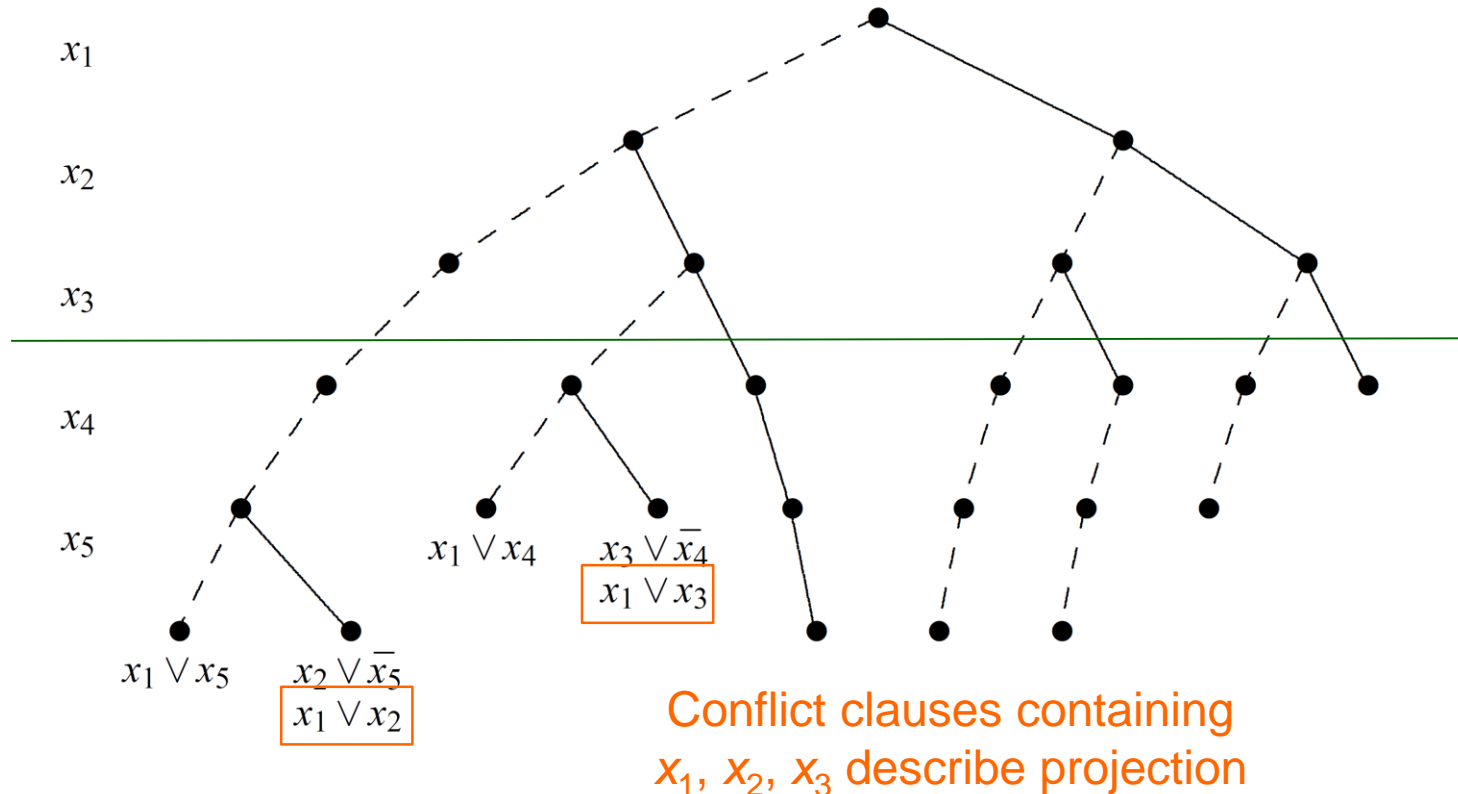 x₁
x₂
x₃
x₄
x₅
x₁ ∨ x₄
x₃ ∨ x̄₄
x₁ ∨ x₃
x₁ ∨ x₅
x₂ ∨ x̄₅
x₁ ∨ x₂
Conflict clauses containing
x₁, x₂, x₃ describe projection